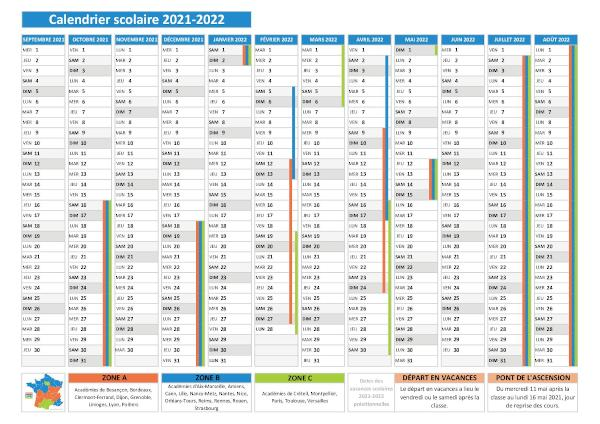 Calendrier scolaire 2021-2022
SEPTEMBRE 2021 OCTOBRE 2021 NOVEMBRE 2021 DÉCEMBRE 2021 JANVIER 2022 FÉVRIER 2022 MARS 2022 AVRIL 2022 MAI 2022 JUIN 2022 JUILLET 2022 AOÛT 2022
MER 1 VEN 1 LUN 1 MER 1 SAM 1 MAR 1 MAR 1 VEN 1 DIM 1 MER 1 VEN 1 LUN 1
JEU 2 SAM 2 MAR 2 JEU 2 DIM 2 MER 2 MER 2 SAM 2 LUN 2 JEU 2 SAM 2 MAR 2
VEN 3 DIM 3 MER 3 VEN 3 LUN 3 JEU 3 JEU 3 DIM 3 MAR 3 VEN 3 DIM 3 MER 3
SAM 4 LUN 4 JEU 4 SAM 4 MAR 4 VEN 4 VEN 4 LUN 4 MER 4 SAM 4 LUN 4 JEU 4
DIM 5 MAR 5 VEN 5 DIM 5 MER 5 SAM 5 SAM 5 MAR 5 JEU 5 DIM 5 MAR 5 VEN 5
LUN 6 MER 6 SAM 6 LUN 6 JEU 6 DIM 6 DIM 6 MER 6 VEN 6 LUN 6 MER 6 SAM 6
MAR 7 JEU 7 DIM 7 MAR 7 VEN 7 LUN 7 LUN 7 JEU 7 SAM 7 MAR 7 JEU 7 DIM 7
MER 8 VEN 8 LUN 8 MER 8 SAM 8 MAR 8 MAR 8 VEN 8 DIM 8 MER 8 VEN 8 LUN 8
JEU 9 SAM 9 MAR 9 JEU 9 DIM 9 MER 9 MER 9 SAM 9 LUN 9 JEU 9 SAM 9 MAR 9
VEN 10 DIM 10 MER 10 VEN 10 LUN 10 JEU 10 JEU 10 DIM 10 MAR 10 VEN 10 DIM 10 MER 10
SAM 11 LUN 11 JEU 11 SAM 11 MAR 11 VEN 11 VEN 11 LUN 11 MER 11 SAM 11 LUN 11 JEU 11
DIM 12 MAR 12 VEN 12 DIM 12 MER 12 SAM 12 SAM 12 MAR 12 JEU 12 DIM 12 MAR 12 VEN 12
LUN 13 MER 13 SAM 13 LUN 13 JEU 13 DIM 13 DIM 13 MER 13 VEN 13 LUN 13 MER 13 SAM 13
MAR 14 JEU 14 DIM 14 MAR 14 VEN 14 LUN 14 LUN 14 JEU 14 SAM 14 MAR 14 JEU 14 DIM 14
MER 15 VEN 15 LUN 15 MER 15 SAM 15 MAR 15 MAR 15 VEN 15 DIM 15 MER 15 VEN 15 LUN 15
JEU 16 SAM 16 MAR 16 JEU 16 DIM 16 MER 16 MER 16 SAM 16 LUN 16 JEU 16 SAM 16 MAR 16
VEN 17 DIM 17 MER 17 VEN 17 LUN 17 JEU 17 JEU 17 DIM 17 MAR 17 VEN 17 DIM 17 MER 17
SAM 18 LUN 18 JEU 18 SAM 18 MAR 18 VEN 18 VEN 18 LUN 18 MER 18 SAM 18 LUN 18 JEU 18
DIM 19 MAR 19 VEN 19 DIM 19 MER 19 SAM 19 SAM 19 MAR 19 JEU 19 DIM 19 MAR 19 VEN 19
LUN 20 MER 20 SAM 20 LUN 20 JEU 20 DIM 20 DIM 20 MER 20 VEN 20 LUN 20 MER 20 SAM 20
MAR 21 JEU 21 DIM 21 MAR 21 VEN 21 LUN 21 LUN 21 JEU 21 SAM 21 MAR 21 JEU 21 DIM 21
MER 22 VEN 22 LUN 22 MER 22 SAM 22 MAR 22 MAR 22 VEN 22 DIM 22 MER 22 VEN 22 LUN 22
JEU 23 SAM 23 MAR 23 JEU 23 DIM 23 MER 23 MER 23 SAM 23 LUN 23 JEU 23 SAM 23 MAR 23
VEN 24 DIM 24 MER 24 VEN 24 LUN 24 JEU 24 JEU 24 DIM 24 MAR 24 VEN 24 DIM 24 MER 24
SAM 25 LUN 25 JEU 25 SAM 25 MAR 25 VEN 25 VEN 25 LUN 25 MER 25 SAM 25 LUN 25 JEU 25
DIM 26 MAR 26 VEN 26 DIM 26 MER 26 SAM 26 SAM 26 MAR 26 JEU 26 DIM 26 MAR 26 VEN 26
LUN 27 MER 27 SAM 27 LUN 27 JEU 27 DIM 27 DIM 27 MER 27 VEN 27 LUN 27 MER 27 SAM 27
MAR 28 JEU 28 DIM 28 MAR 28 VEN 28 LUN 28 LUN 28 JEU 28 SAM 28 MAR 28 JEU 28 DIM 28
MER 29 VEN 29 LUN 29 MER 29 SAM 29 MAR 29 VEN 29 DIM 29 MER 29 VEN 29 LUN 29
JEU 30 SAM 30 MAR 30 JEU 30 DIM 30 MER 30 SAM 30 LUN 30 JEU 30 SAM 30 MAR 30
DIM 31 VEN 31 LUN 31 JEU 31 MAR 31 DIM 31 MER 31
ZONE A
Académies de Besançon, Bordeaux,
Clermont-Ferrand, Dijon, Grenoble,
Limoges, Lyon, Poitiers
ZONE B
Académies d'Aix-Marseille, Amiens,
Caen, Lille, Nancy-Metz, Nantes, Nice,
Orléans-Tours, Reims, Rennes, Rouen,
Strasbourg
ZONE C
Académies de Créteil, Montpellier,
Paris, Toulouse, Versailles
Dates des
vacances scolaires
2021-2022
prévisionnelles
DÉPART EN VACANCES
Le départ en vacances a lieu le
vendredi ou le samedi après la
classe.
PONT DE L'ASCENSION
Du mercredi 11 mai après la
classe au lundi 16 mai 2021, jour
de reprise des cours.